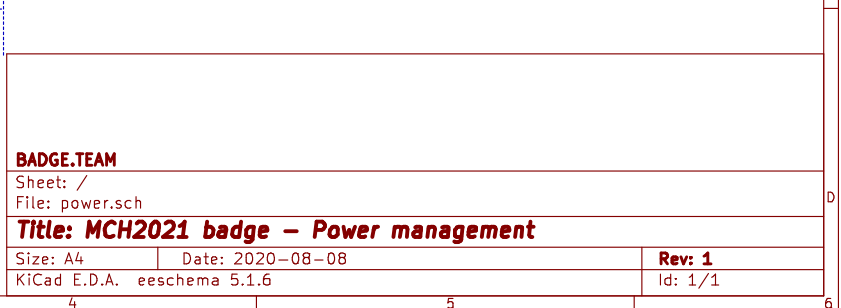 BADGE.TEAM
Sheet: /
File: power.sch
D
Title: MCH2021 badge – Power management
Size: A4 Date: 2020-08-08 Rev: 1
KiCad E.D.A. eeschema 5.1.6 Id: 1/1
4 5 6